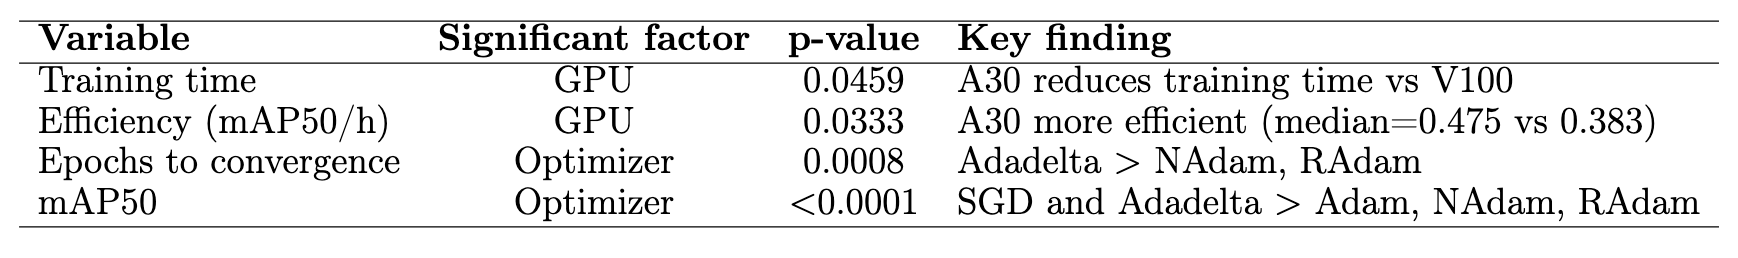 Variable Significant factor p-value Key finding
Training time GPU 0.0459 A30 reduces training time vs V100
Efficiency (mAP50/h) GPU 0.0333 A30 more efficient (median=0.475 vs 0.383)
Epochs to convergence Optimizer 0.0008 Adadelta > NAdam, RAdam
mAP50 Optimizer <0.0001 SGD and Adadelta > Adam, NAdam, RAdam